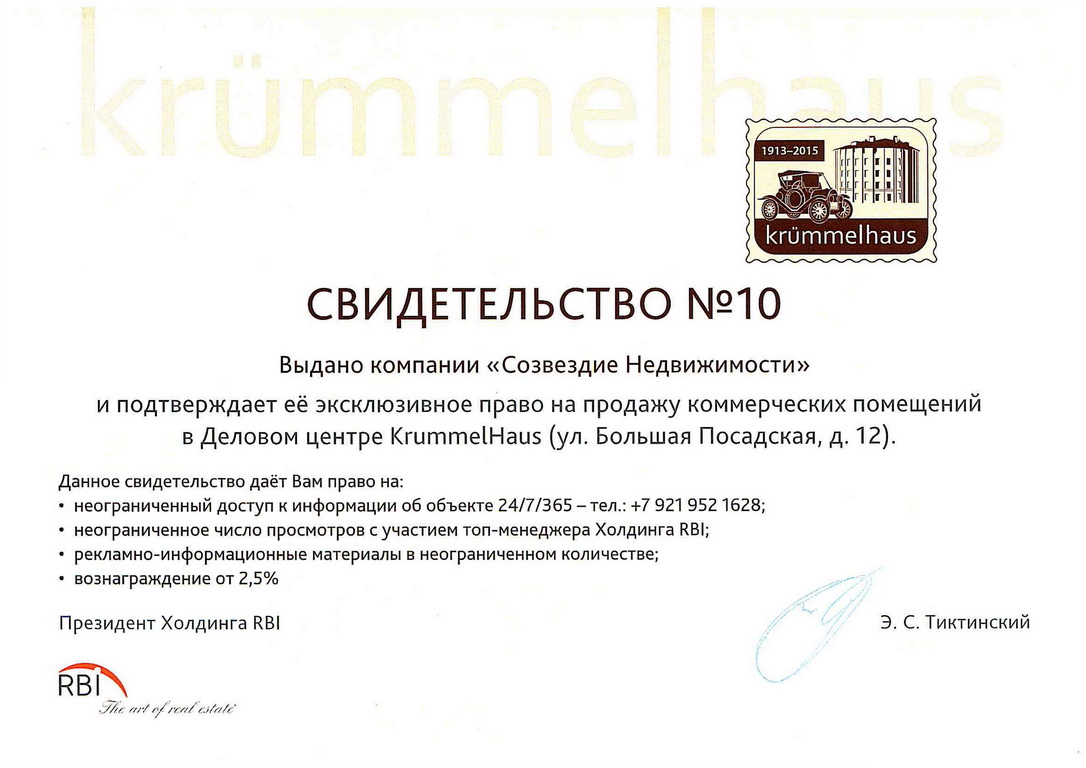 krümmelhaus
1913–2015
krümmelhaus
СВИДЕТЕЛЬСТВО №10
Выдано компании «Созвездие Недвижимости»
и подтверждает её эксклюзивное право на продажу коммерческих помещений
в Деловом центре KrummelHaus (ул. Большая Посадская, д. 12).
Данное свидетельство даёт Вам право на:
• неограниченный доступ к информации об объекте 24/7/365 – тел.: +7 921 952 1628;
• неограниченное число просмотров с участием топ-менеджера Холдинга RBI;
• рекламно-информационные материалы в неограниченном количестве;
• вознаграждение от 2,5%
Президент Холдинга RBI
Э. С. Тиктинский
RBI
The art of real estate